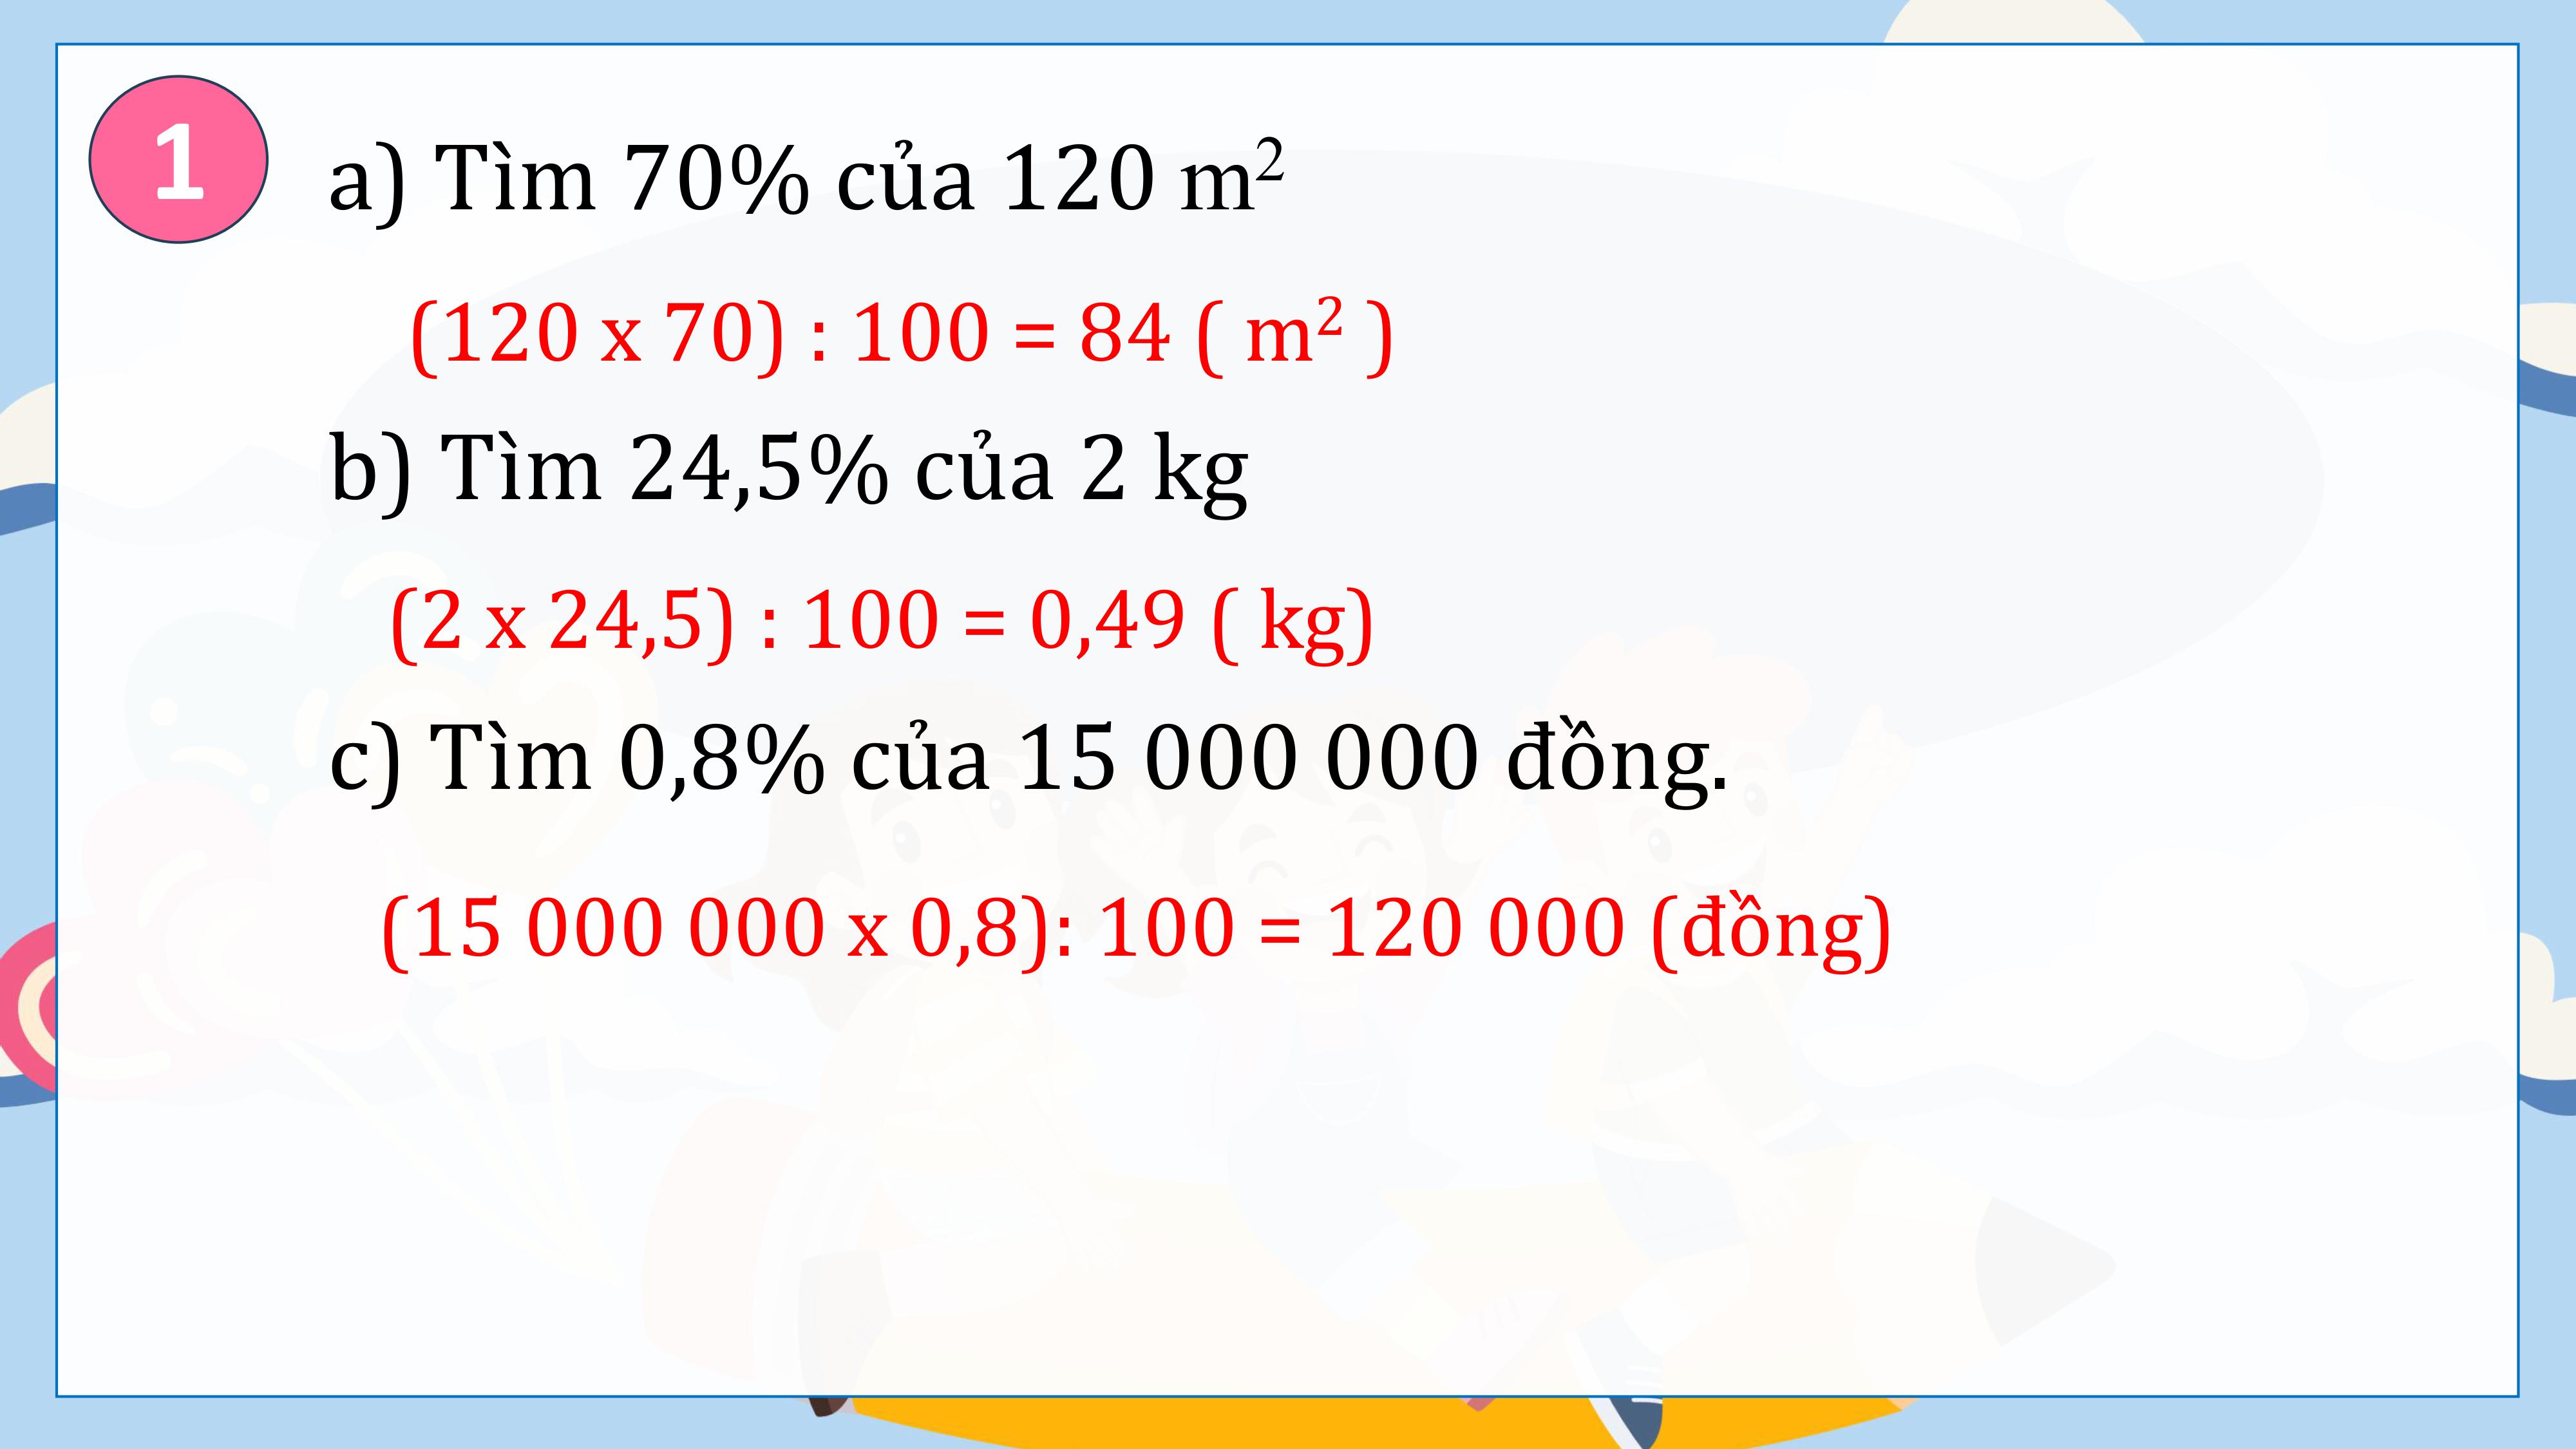 1
a) Tìm 70% của 120 m²
(120 x 70) : 100 = 84 ( m² )
b) Tìm 24,5% của 2 kg
(2 x 24,5) : 100 = 0,49 ( kg)
c) Tìm 0,8% của 15 000 000 đồng.
(15 000 000 x 0,8): 100 = 120 000 (đồng)